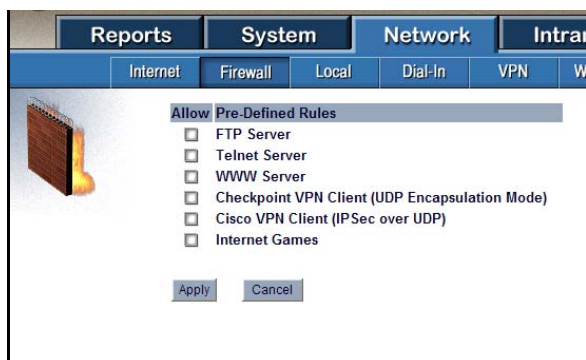 Reports System Network
Internet Firewall Local Dial-In VPN
Allow Pre-Defined Rules
FTP Server
Telnet Server
WWW Server
Checkpoint VPN Client (UDP Encapsulation Mode)
Cisco VPN Client (IPSec over UDP)
Internet Games
Apply Cancel